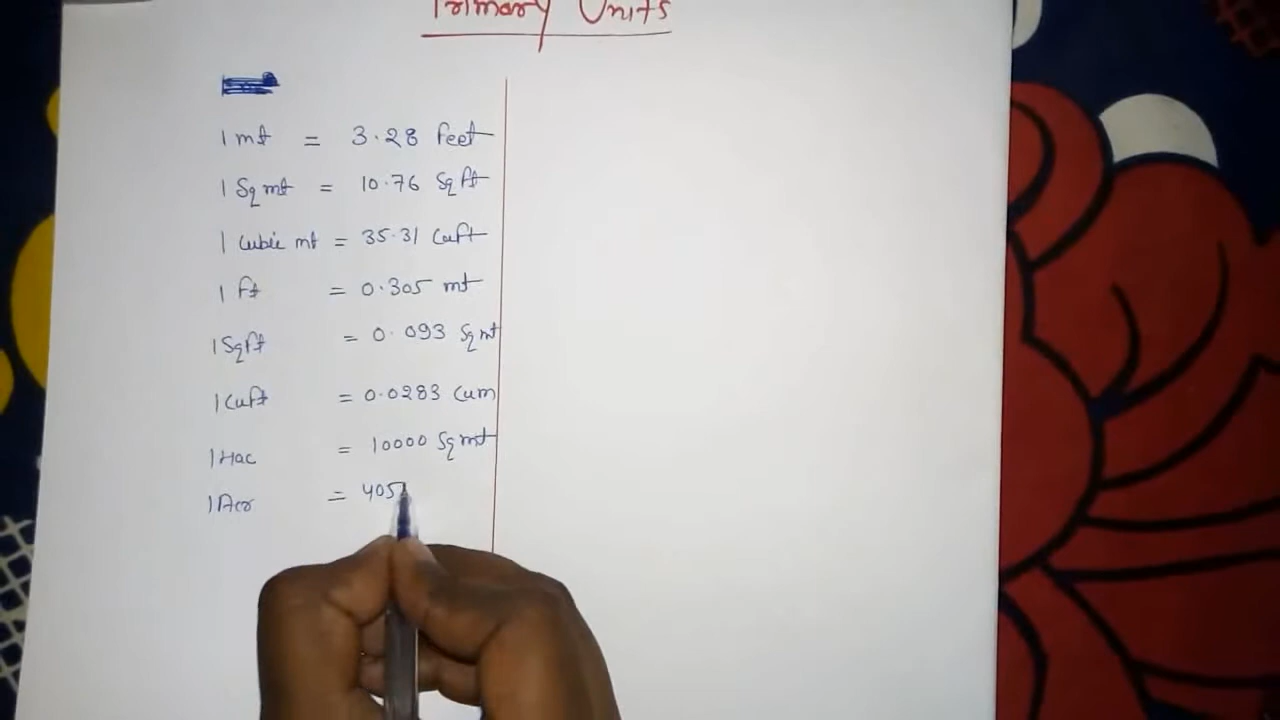 Primary Units
1 mt = 3.28 feet
1 Sq mt = 10.76 Sq ft
1 Cubic mt = 35.31 Cuft
1 ft = 0.305 mt
1 Sqft = 0.093 Sq mt
1 Cuft = 0.0283 Cum
1 Hac = 10000 Sq mt
1 Acr = 405